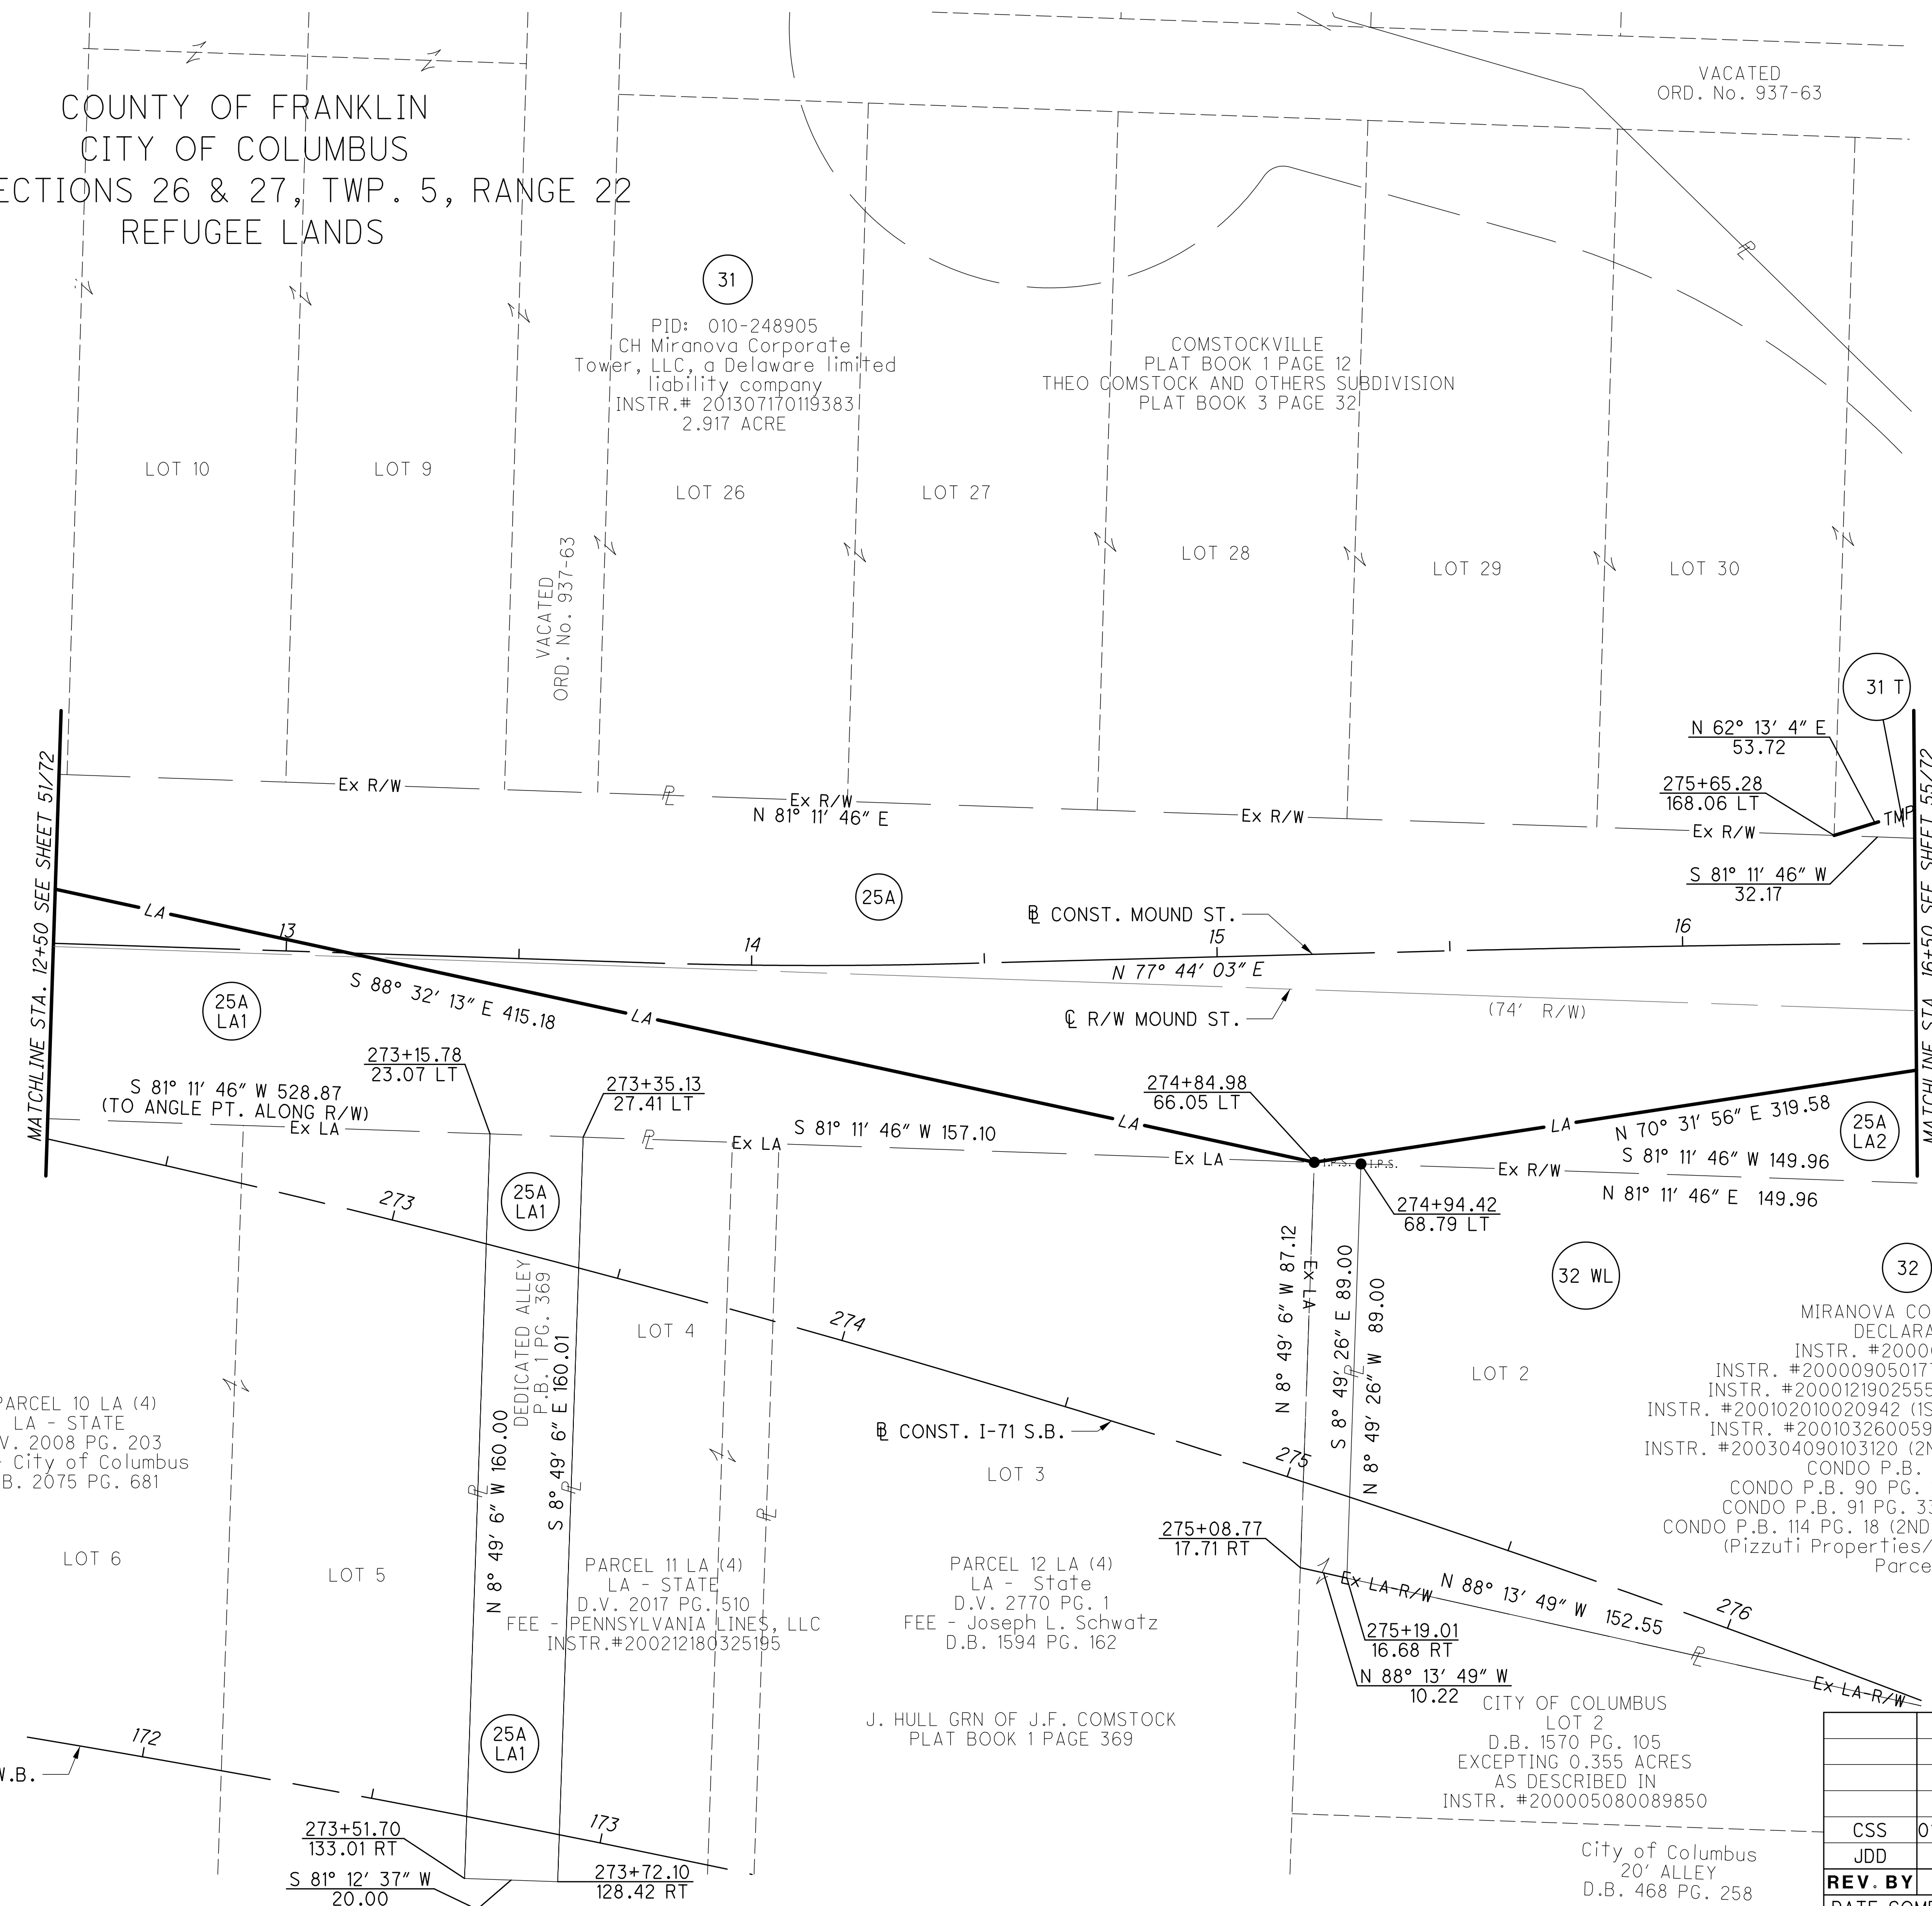 COUNTY OF FRANKLIN
CITY OF COLUMBUS
ECTIONS 26 & 27, TWP. 5, RANGE 22
REFUGEE LANDS
VACATED
ORD. No. 937-63
31
PID: 010-248905
CH Miranova Corporate
Tower, LLC, a Delaware limited
liability company
INSTR.# 201307170119383
2.917 ACRE
COMSTOCKVILLE
PLAT BOOK 1 PAGE 12
THEO COMSTOCK AND OTHERS SUBDIVISION
PLAT BOOK 3 PAGE 32
LOT 10
LOT 9
LOT 26
LOT 27
LOT 28
LOT 29
LOT 30
VACATED
ORD. No. 937-63
31 T
N 62° 13' 4" E
53.72
275+65.28
168.06 LT
TMP
S 81° 11' 46" W
32.17
MATCHLINE STA. 12+50 SEE SHEET 51/72
MATCHLINE STA. 16+50 SEE SHEET 55/72
Ex R/W
Ex R/W
N 81° 11' 46" E
Ex R/W
Ex R/W
25A
LA
13
14
15
16
℄ CONST. MOUND ST.
N 77° 44' 03" E
S 88° 32' 13" E 415.18
LA
℄ R/W MOUND ST.
(74' R/W)
25A
LA1
273+15.78
23.07 LT
273+35.13
27.41 LT
274+84.98
66.05 LT
S 81° 11' 46" W 528.87
(TO ANGLE PT. ALONG R/W)
Ex LA
Ex LA
S 81° 11' 46" W 157.10
LA
Ex LA
I.P.S.
I.P.S.
LA
N 70° 31' 56" E 319.58
25A
LA2
S 81° 11' 46" W 149.96
Ex R/W
N 81° 11' 46" E 149.96
274+94.42
68.79 LT
273
25A
LA1
DEDICATED ALLEY
P.B. 1 PG. 369
LOT 4
274
N 8° 49' 6" W 87.12
Ex LA
S 8° 49' 26" E 89.00
N 8° 49' 26" W 89.00
32 WL
32
LOT 2
MIRANOVA CO
DECLARA
INSTR. #20000
INSTR. #200009050177
INSTR. #2000121902555
INSTR. #200102010020942 (1S
INSTR. #200103260059
INSTR. #200304090103120 (2N
CONDO P.B.
CONDO P.B. 90 PG.
CONDO P.B. 91 PG. 33
CONDO P.B. 114 PG. 18 (2ND
(Pizzuti Properties/
Parce
PARCEL 10 LA (4)
LA - STATE
V. 2008 PG. 203
- City of Columbus
B. 2075 PG. 681
N 8° 49' 6" W 160.00
S 8° 49' 6" E 160.01
℄ CONST. I-71 S.B.
275
LOT 3
LOT 6
LOT 5
PARCEL 11 LA (4)
LA - STATE
D.V. 2017 PG. 510
FEE - PENNSYLVANIA LINES, LLC
INSTR.#200212180325195
PARCEL 12 LA (4)
LA - State
D.V. 2770 PG. 1
FEE - Joseph L. Schwatz
D.B. 1594 PG. 162
275+08.77
17.71 RT
Ex LA-R/W
N 88° 13' 49" W 152.55
276
275+19.01
16.68 RT
N 88° 13' 49" W
10.22
Ex LA-R/W
J. HULL GRN OF J.F. COMSTOCK
PLAT BOOK 1 PAGE 369
CITY OF COLUMBUS
LOT 2
D.B. 1570 PG. 105
EXCEPTING 0.355 ACRES
AS DESCRIBED IN
INSTR. #200005080089850
25A
LA1
172
W.B.
173
273+51.70
133.01 RT
S 81° 12' 37" W
20.00
273+72.10
128.42 RT
City of Columbus
20' ALLEY
D.B. 468 PG. 258
CSS
JDD
REV. BY